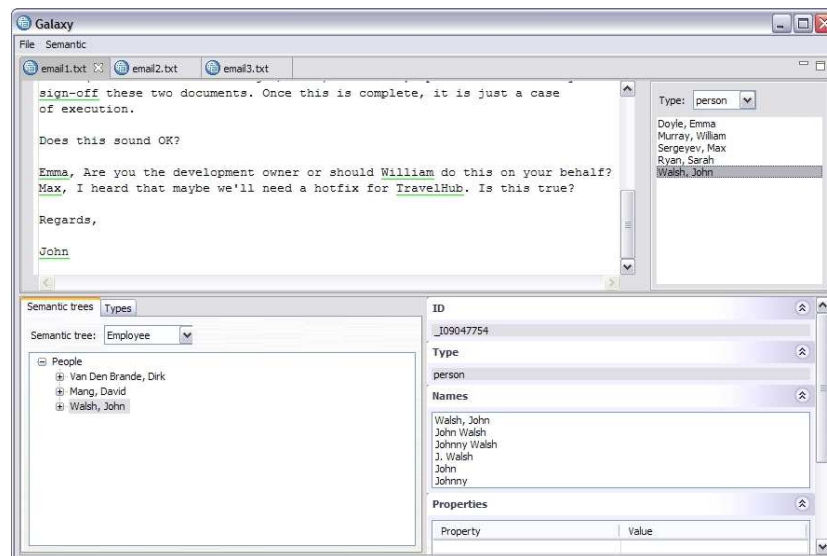 Galaxy
File Semantic
email1.txt email2.txt email3.txt
sign-off these two documents. Once this is complete, it is just a case
of execution.
Does this sound OK?
Emma, Are you the development owner or should William do this on your behalf?
Max, I heard that maybe we'll need a hotfix for TravelHub. Is this true?
Regards,
John
Type: person
Doyle, Emma
Murray, William
Sergeyev, Max
Ryan, Sarah
Walsh, John
Semantic trees Types
Semantic tree: Employee
People
Van Den Brande, Dirk
Mang, David
Walsh, John
ID
_I09047754
Type
person
Names
Walsh, John
John Walsh
Johnny Walsh
J. Walsh
John
Johnny
Properties
Property Value